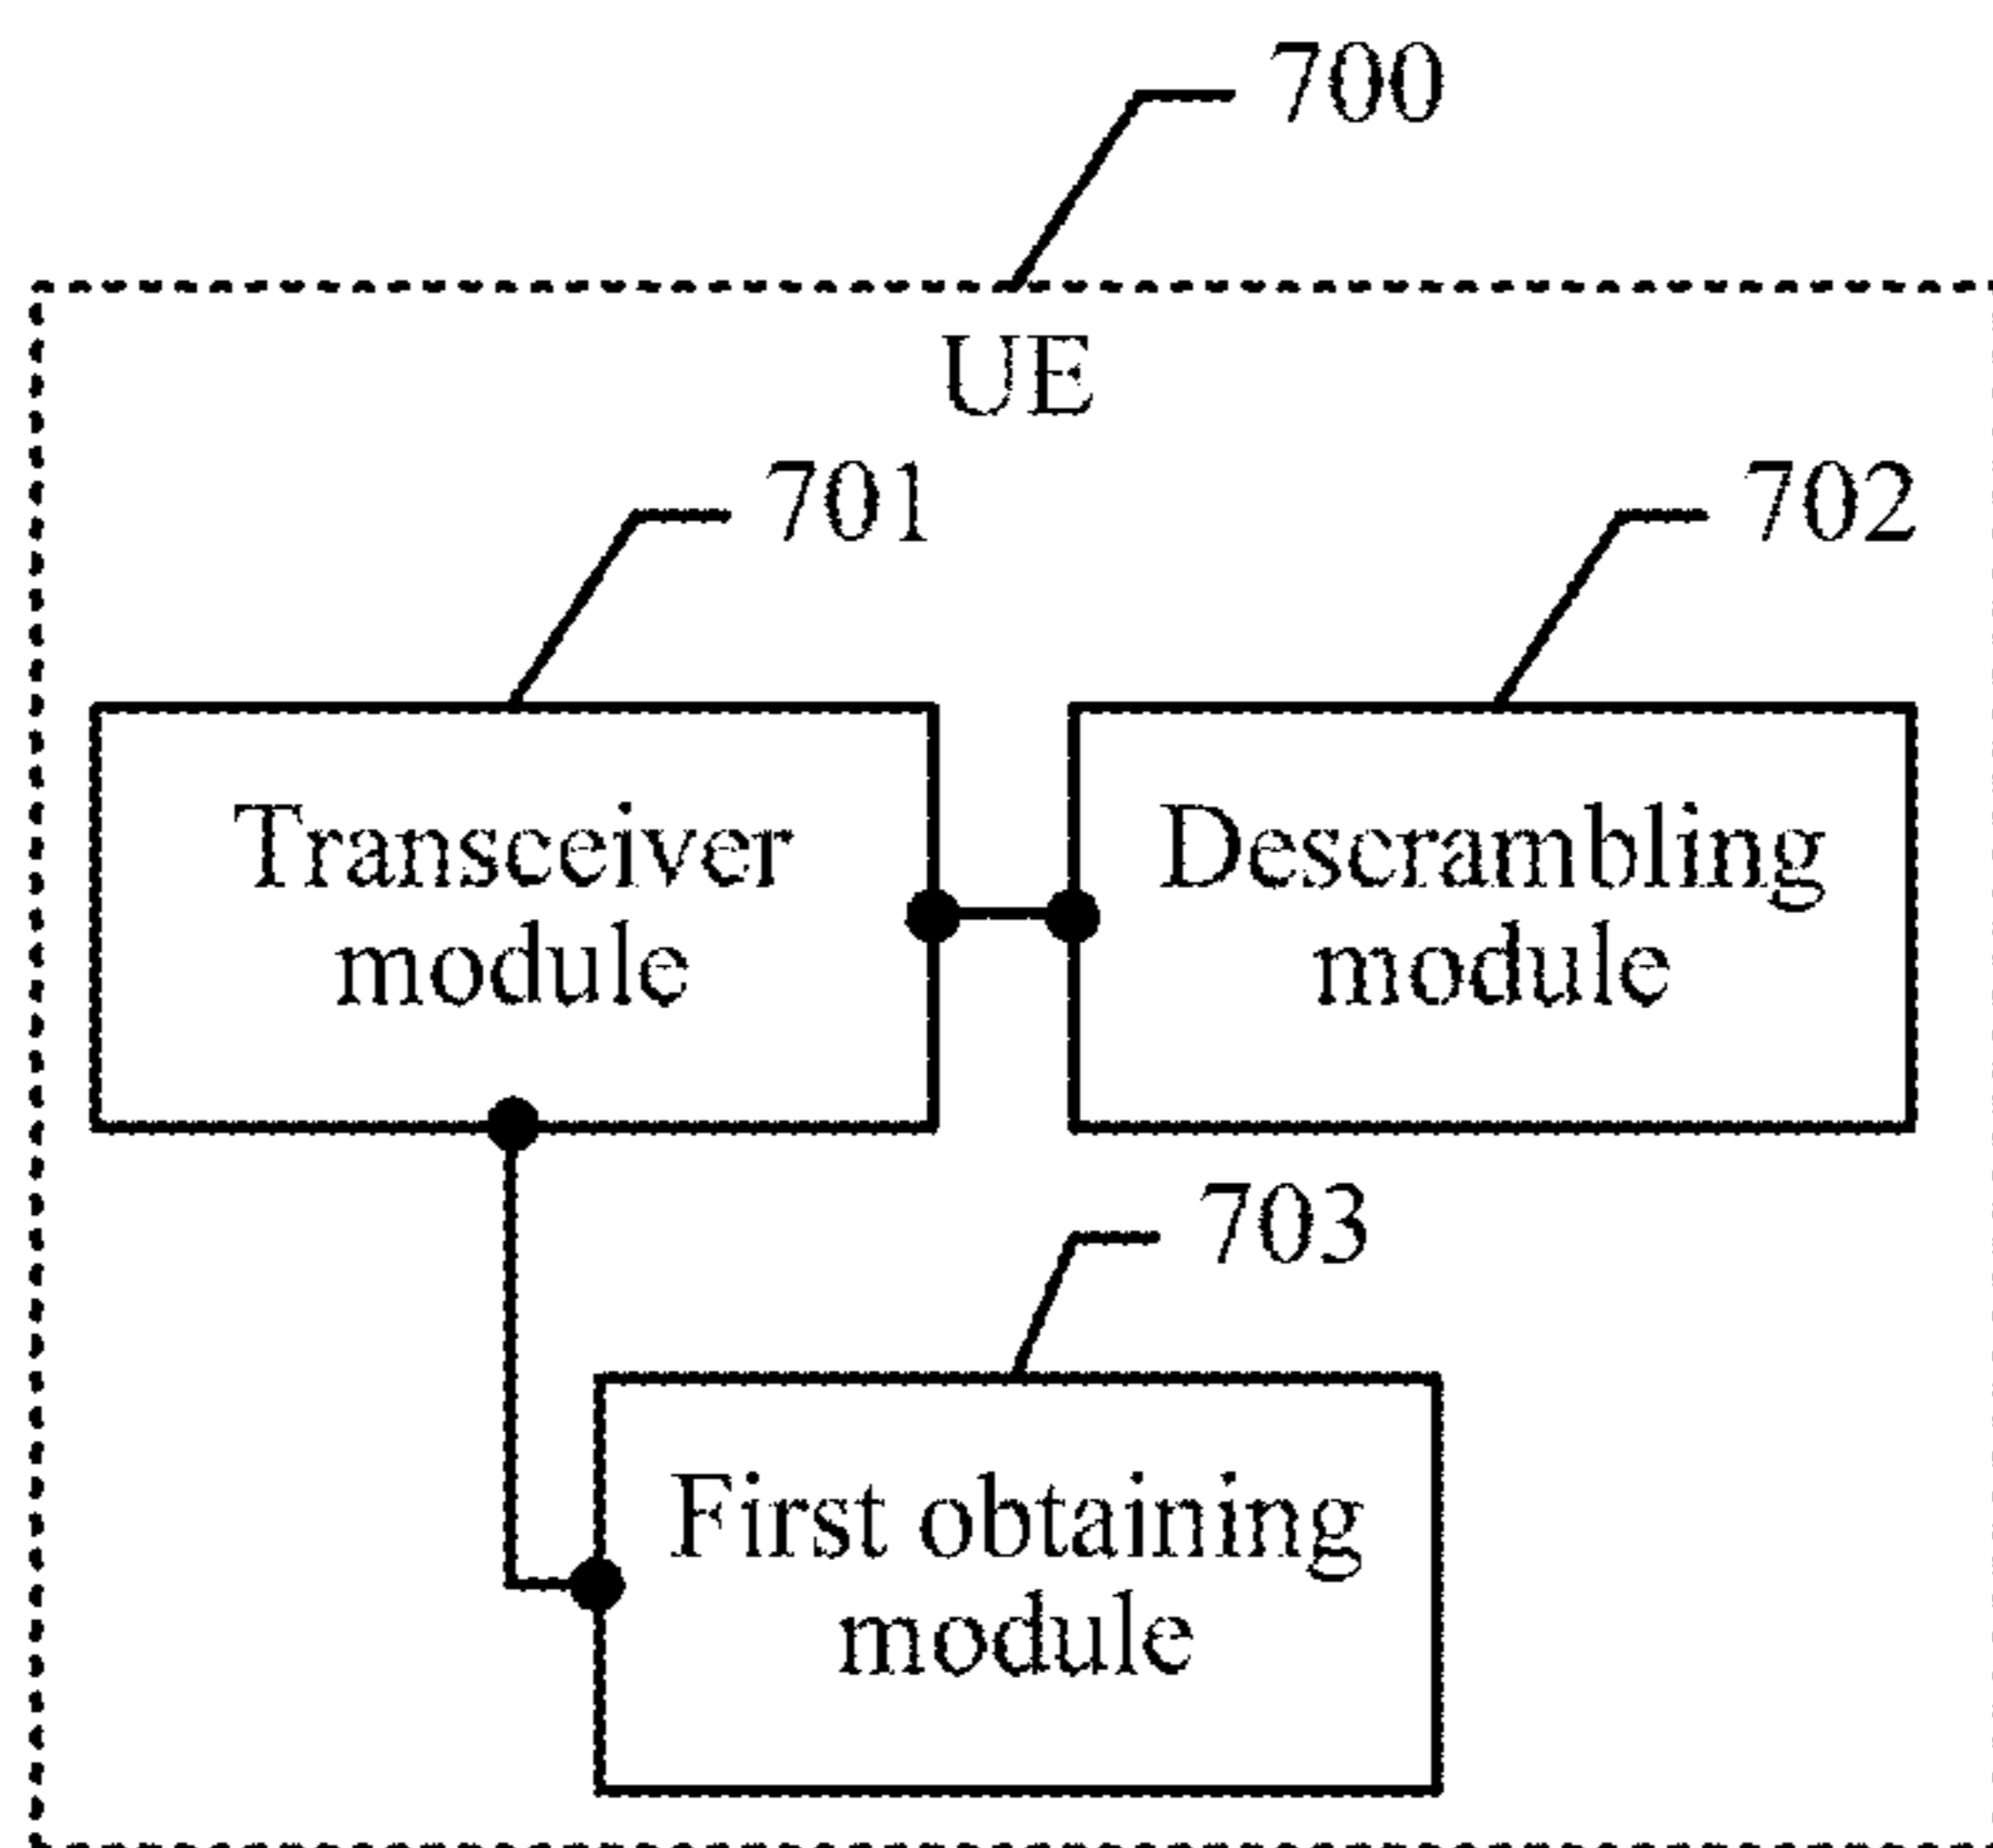 700
UE
701
702
Transceiver
module
Descrambling
module
703
First obtaining
module